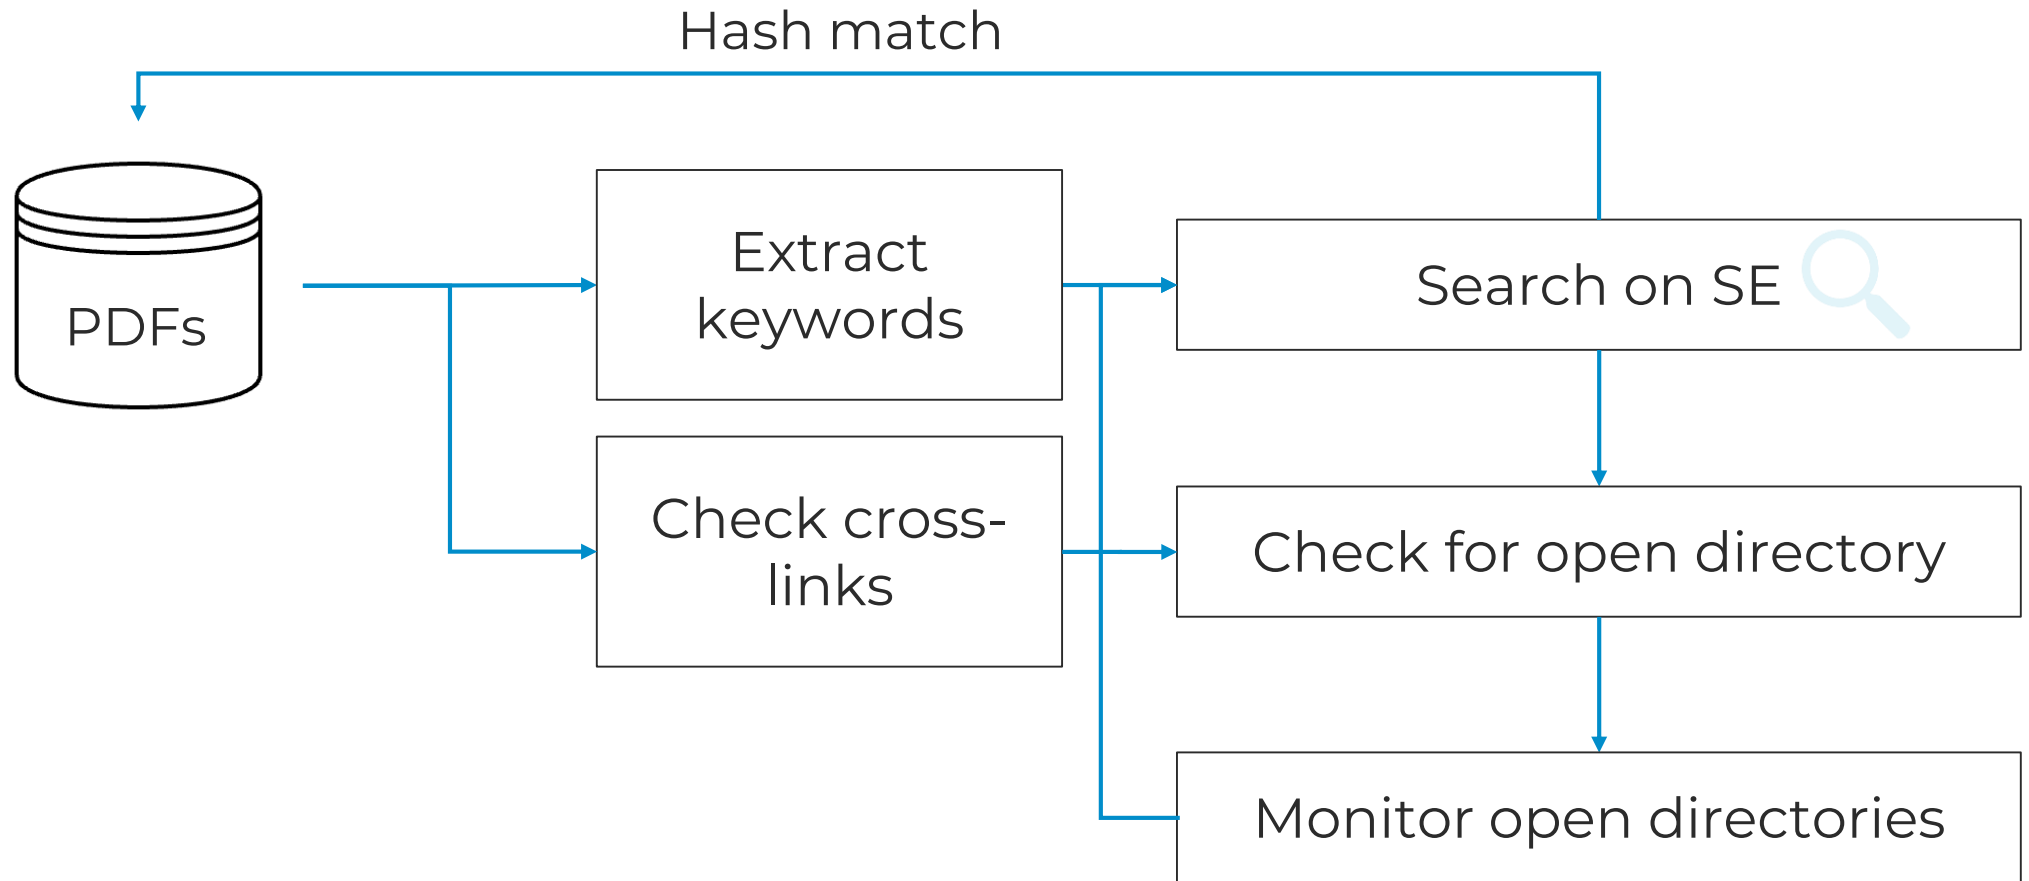 Hash match
PDFs
Extract
keywords
Search on SE
Check cross-
links
Check for open directory
Monitor open directories